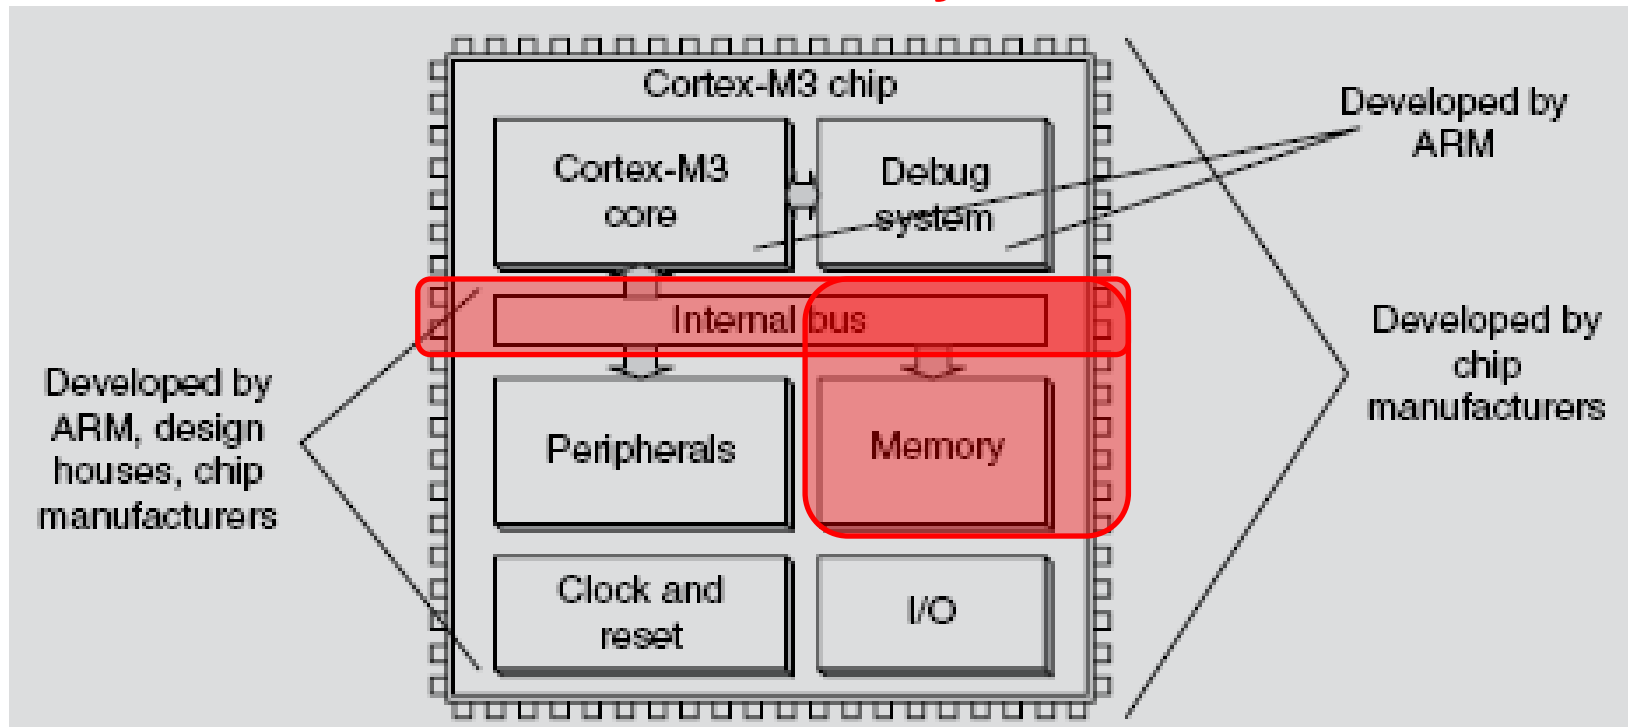 Cortex-M3 chip
Cortex-M3
core
Debug
system
Developed by
ARM
Internal bus
Developed by
ARM, design
houses, chip
manufacturers
Peripherals
Memory
Developed by
chip
manufacturers
Clock and
reset
I/O